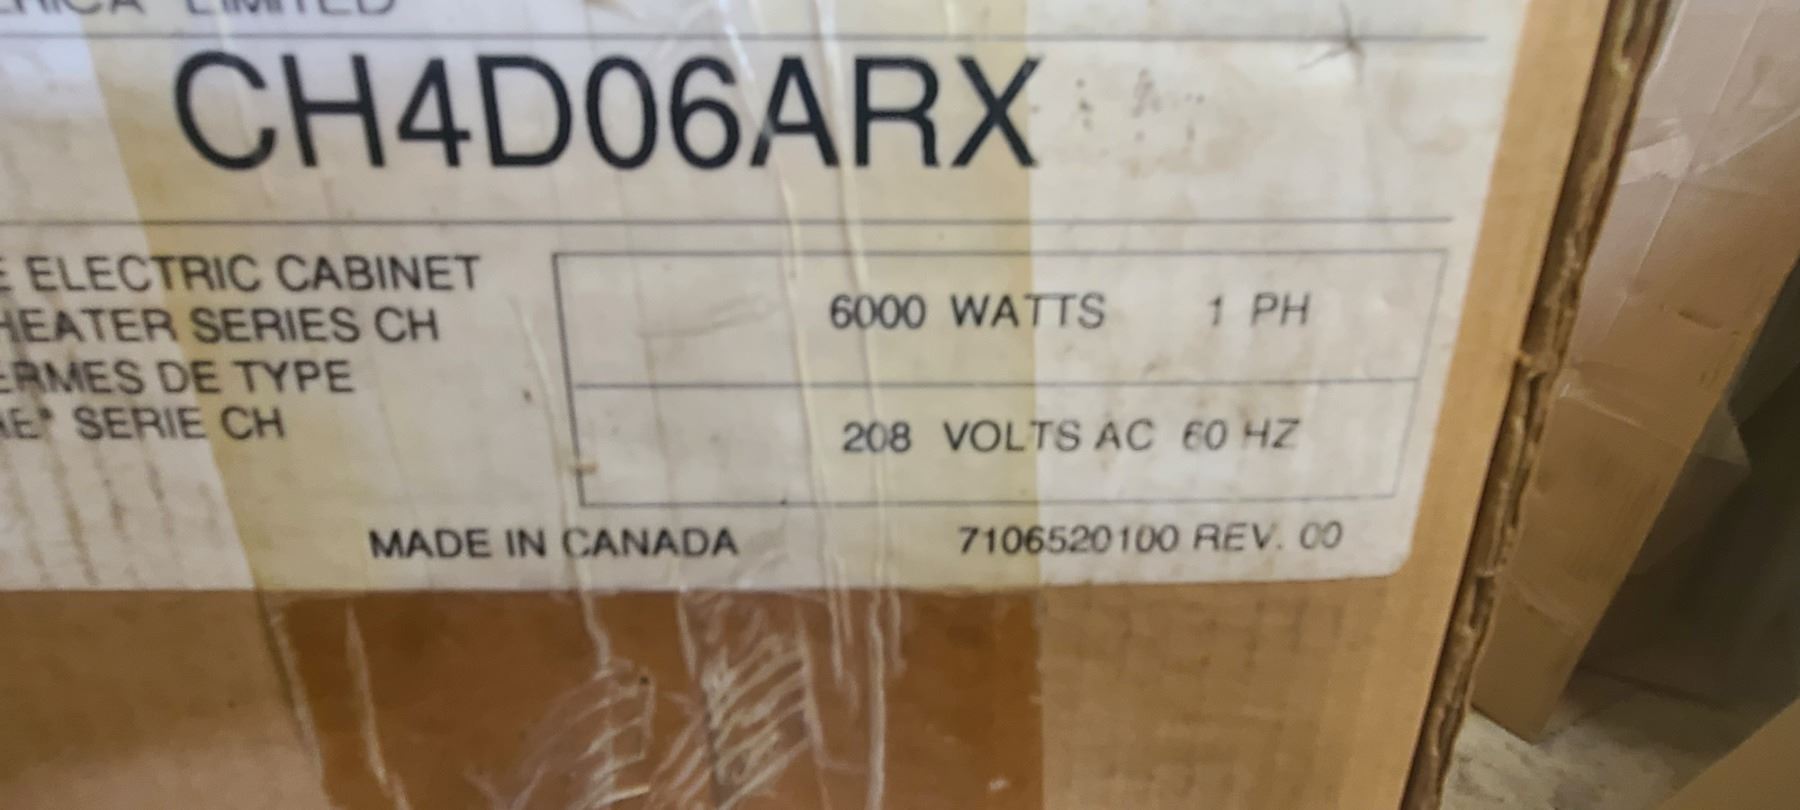 LIMITED
CH4D06ARX
ELECTRIC CABINET
HEATER SERIES CH
DE TYPE
SERIE CH
6000 WATTS 1 PH
208 VOLTS AC 60 HZ
MADE IN CANADA
7106520100 REV. 00